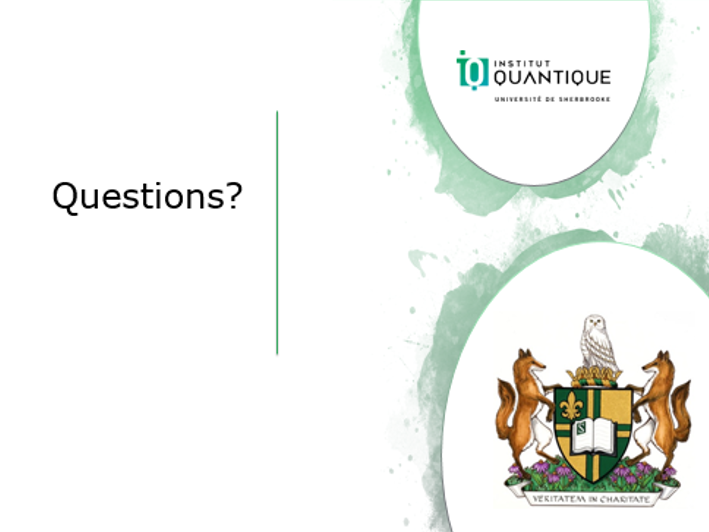 Questions?
INSTITUT
QUANTIQUE
UNIVERSITÉ DE SHERBROOKE
S
VERITATEM IN CHARITATE